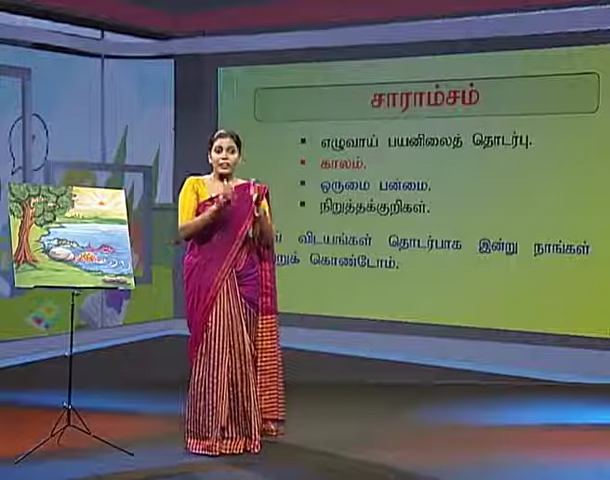 சாராம்சம்
▪ எழுவாய் பயனிலைத் தொடர்பு.
▪ காலம்.
▪ ஒருமை பன்மை.
▪ நிறுத்தக்குறிகள்.
விடயங்கள் தொடர்பாக இன்று நாங்கள்
கொண்டோம்.